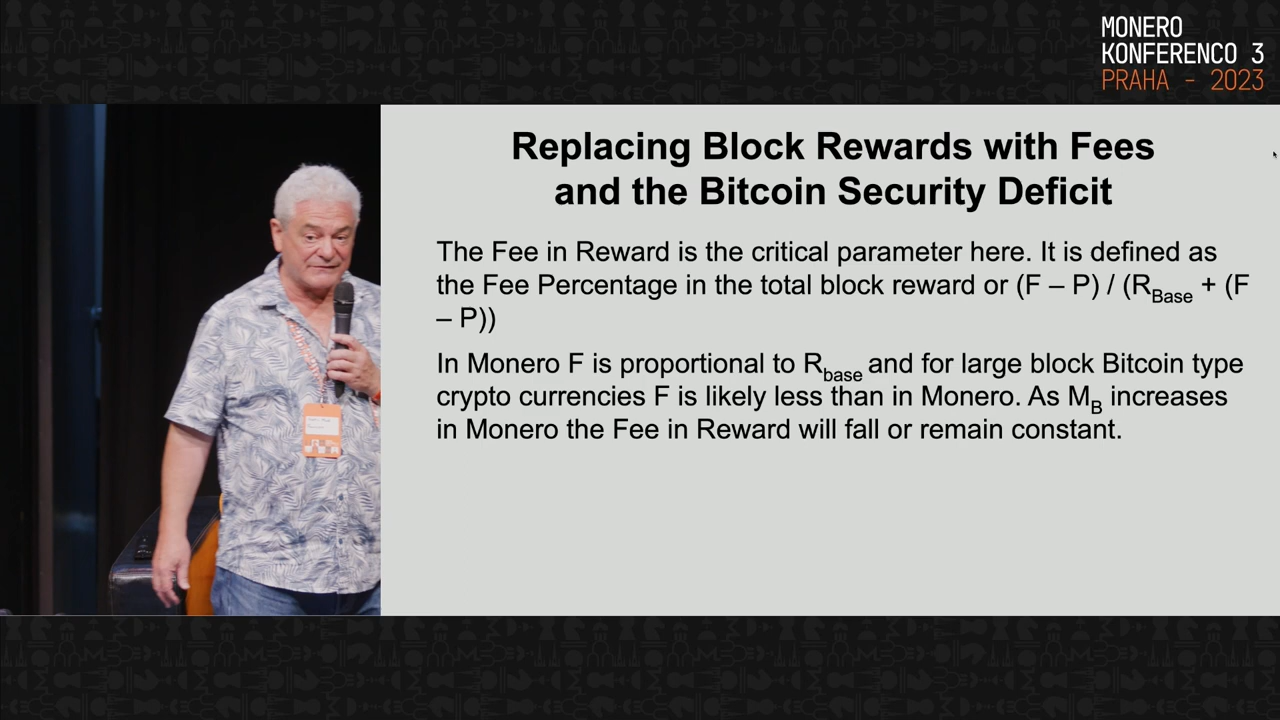 MONERO
KONFERENCO 3
PRAHA - 2023
Replacing Block Rewards with Fees
and the Bitcoin Security Deficit
The Fee in Reward is the critical parameter here. It is defined as
the Fee Percentage in the total block reward or (F – P) / (RBase + (F
– P))
In Monero F is proportional to Rbase and for large block Bitcoin type
crypto currencies F is likely less than in Monero. As MB increases
in Monero the Fee in Reward will fall or remain constant.